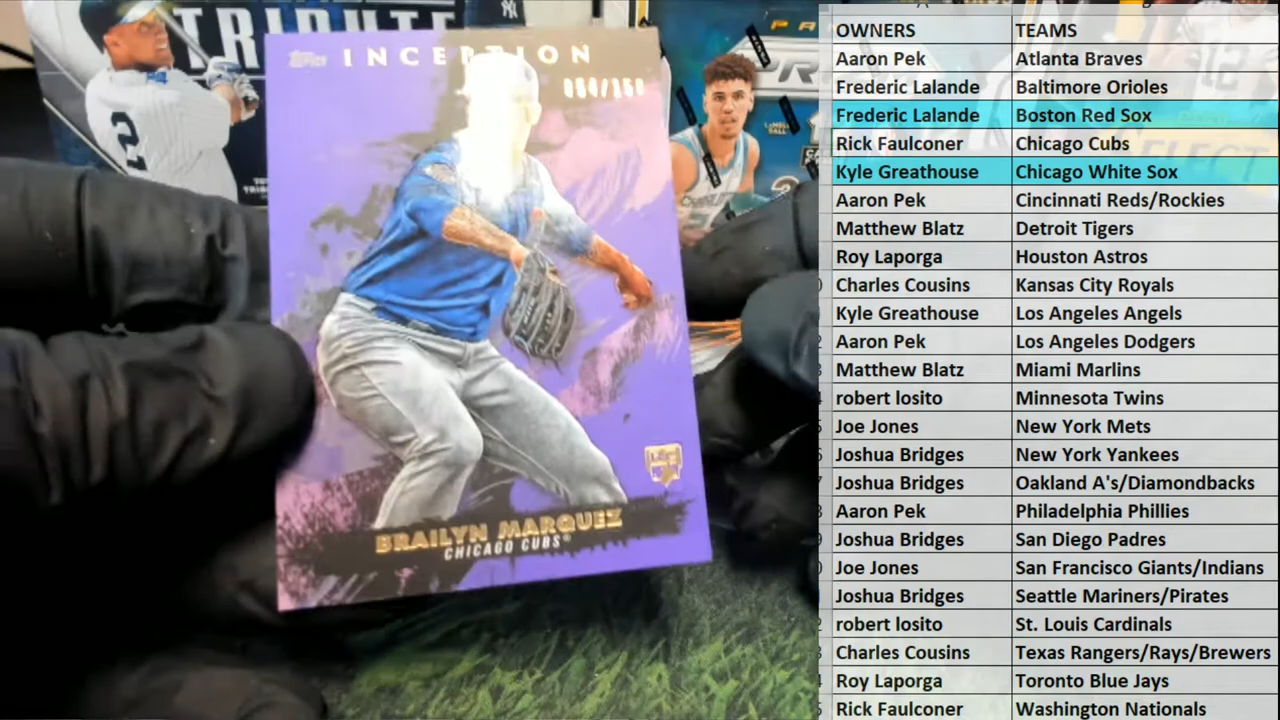 TRIBUTE
2
Topps INCEPTION
BRAILYN MARQUEZ
CHICAGO CUBS®
OWNERS TEAMS
Aaron Pek Atlanta Braves
Frederic Lalande Baltimore Orioles
Frederic Lalande Boston Red Sox
Rick Faulconer Chicago Cubs
Kyle Greathouse Chicago White Sox
Aaron Pek Cincinnati Reds/Rockies
Matthew Blatz Detroit Tigers
Roy Laporga Houston Astros
Charles Cousins Kansas City Royals
Kyle Greathouse Los Angeles Angels
Aaron Pek Los Angeles Dodgers
Matthew Blatz Miami Marlins
robert losito Minnesota Twins
Joe Jones New York Mets
Joshua Bridges New York Yankees
Joshua Bridges Oakland A's/Diamondbacks
Aaron Pek Philadelphia Phillies
Joshua Bridges San Diego Padres
Joe Jones San Francisco Giants/Indians
Joshua Bridges Seattle Mariners/Pirates
robert losito St. Louis Cardinals
Charles Cousins Texas Rangers/Rays/Brewers
Roy Laporga Toronto Blue Jays
Rick Faulconer Washington Nationals